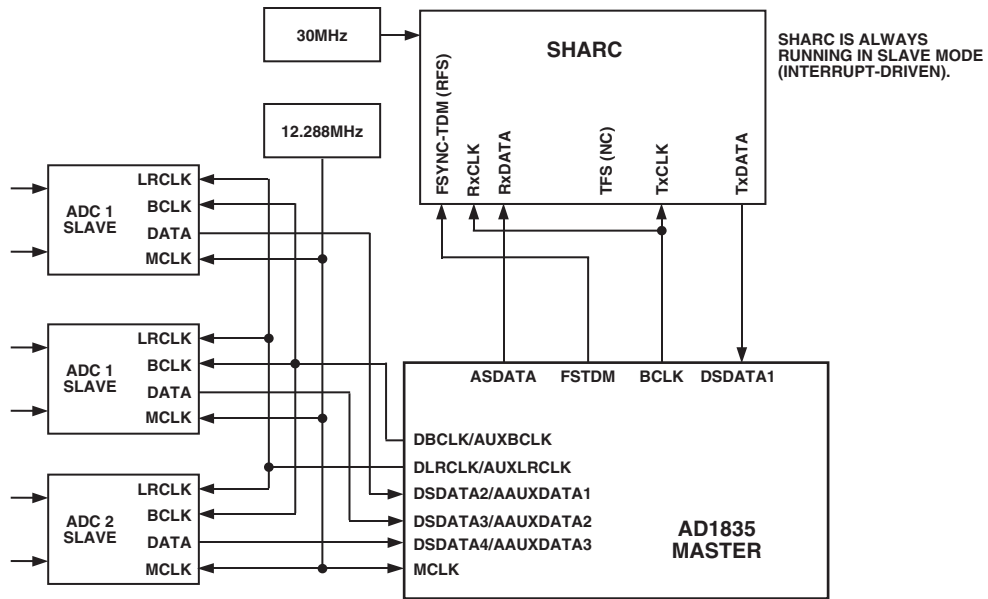 30MHz
SHARC
SHARC IS ALWAYS
RUNNING IN SLAVE MODE
(INTERRUPT-DRIVEN).
FSYNC-TDM (RFS)
RxCLK
RxDATA
TFS (NC)
TxCLK
TxDATA
12.288MHz
ADC 1
SLAVE
LRCLK
BCLK
DATA
MCLK
ADC 1
SLAVE
LRCLK
BCLK
DATA
MCLK
ADC 2
SLAVE
LRCLK
BCLK
DATA
MCLK
ASDATA
FSTDM
BCLK
DSDATA1
DBCLK/AUXBCLK
DLRCLK/AUXLRCLK
DSDATA2/AAUXDATA1
DSDATA3/AAUXDATA2
DSDATA4/AAUXDATA3
MCLK
AD1835
MASTER